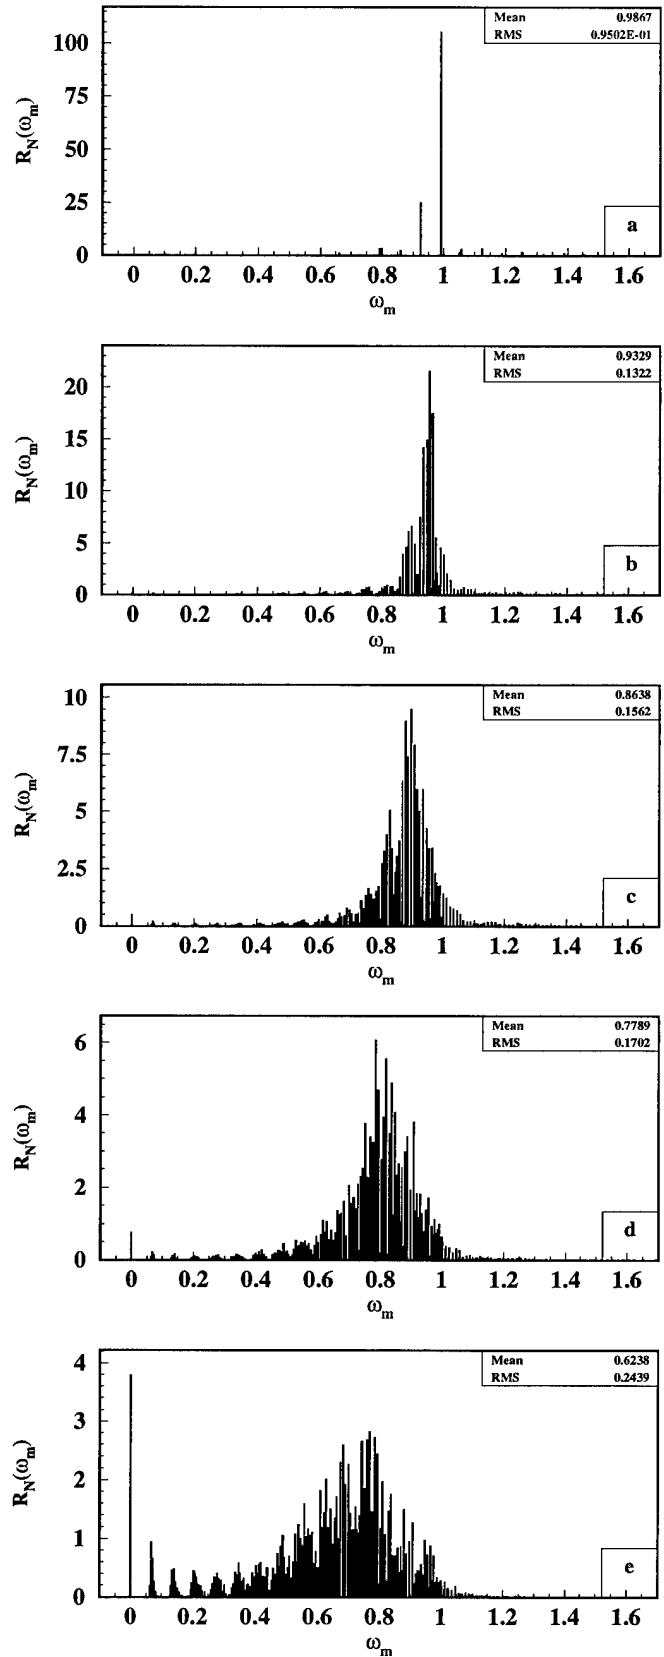 Mean 0.9867
RMS 0.9502E-01
100
75
50
25
0
R_N(ω_m)
a
0 0.2 0.4 0.6 0.8 1 1.2 1.4 1.6
ω_m
Mean 0.9329
RMS 0.1322
20
15
10
5
0
R_N(ω_m)
b
0 0.2 0.4 0.6 0.8 1 1.2 1.4 1.6
ω_m
Mean 0.8638
RMS 0.1562
10
7.5
5
2.5
0
R_N(ω_m)
c
0 0.2 0.4 0.6 0.8 1 1.2 1.4 1.6
ω_m
Mean 0.7789
RMS 0.1702
6
4
2
0
R_N(ω_m)
d
0 0.2 0.4 0.6 0.8 1 1.2 1.4 1.6
ω_m
Mean 0.6238
RMS 0.2439
4
3
2
1
0
R_N(ω_m)
e
0 0.2 0.4 0.6 0.8 1 1.2 1.4 1.6
ω_m